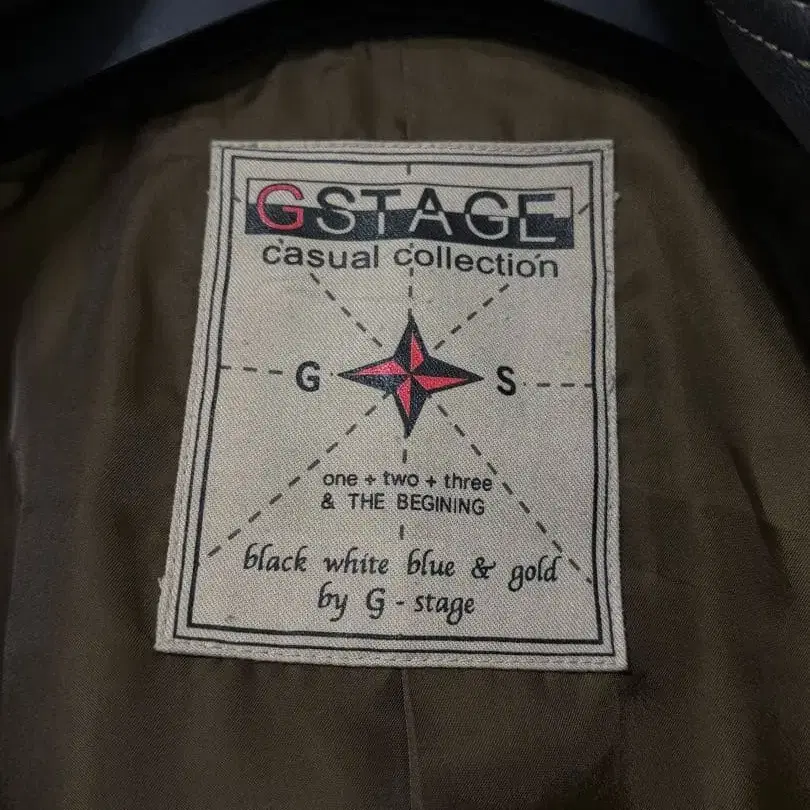 GSTAGE
casual collection
G S
one + two + three
& THE BEGINING
black white blue & gold
by G - stage